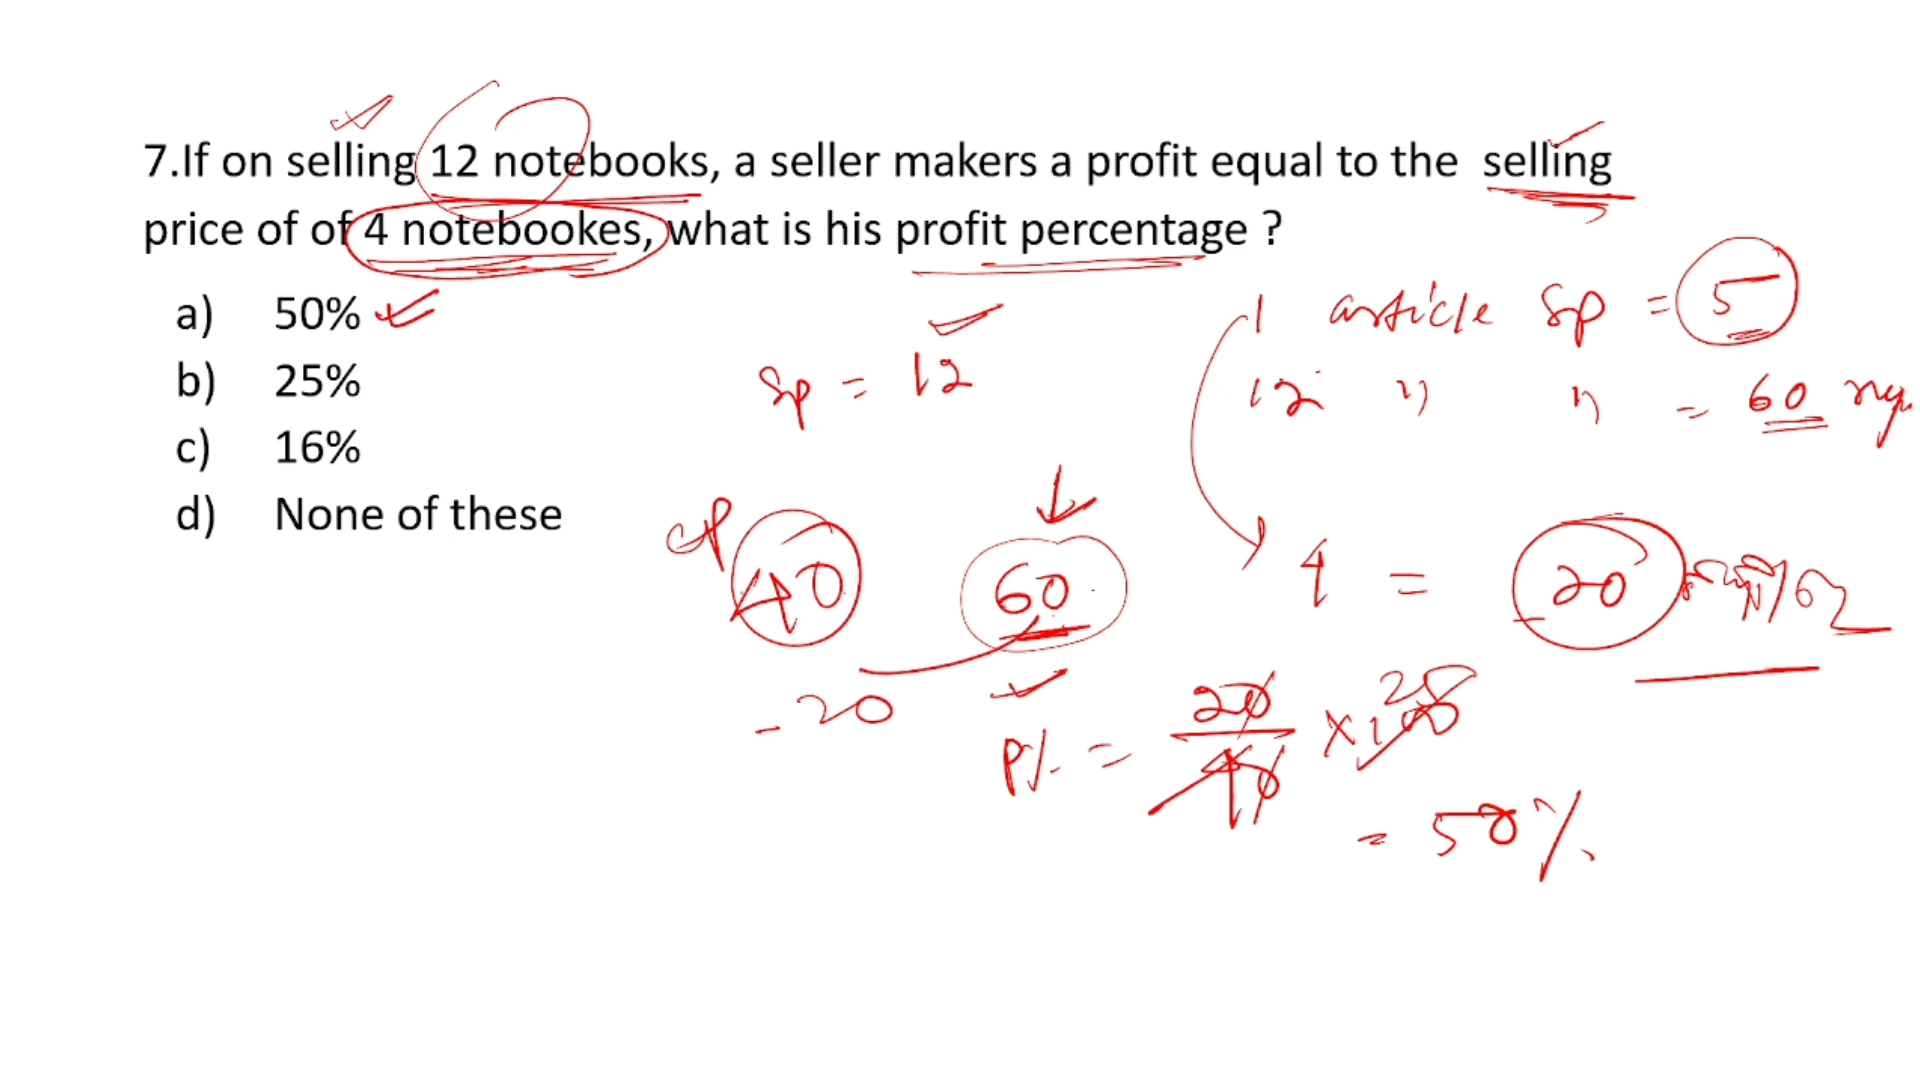 7.If on selling 12 notebooks, a seller makers a profit equal to the selling
price of of 4 notebookes, what is his profit percentage ?
a) 50%
b) 25%
c) 16%
d) None of these
1 article SP = 5
SP = 12
12 " " = 60
CP 40 60
4 = 20
- 20
P% = 20/40 × 100 25
= 50%